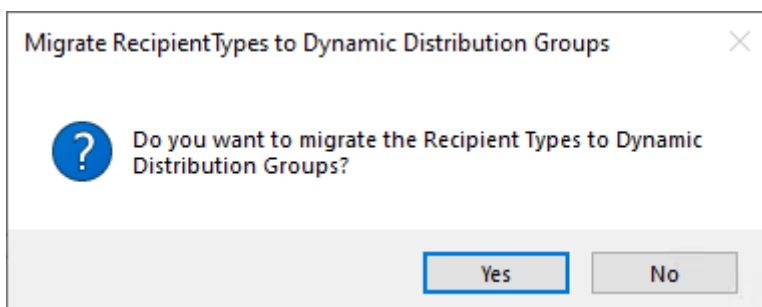 Migrate RecipientTypes to Dynamic Distribution Groups
Do you want to migrate the Recipient Types to Dynamic
Distribution Groups?
Yes No